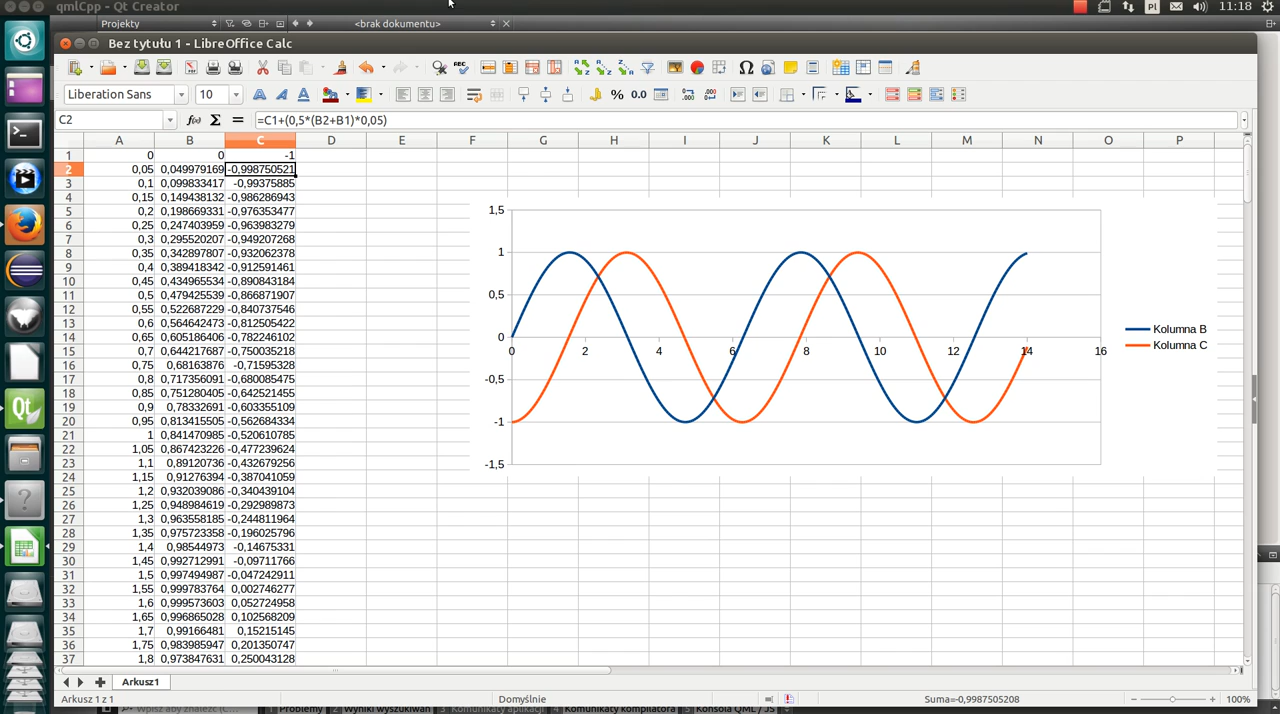 qmlCpp - Qt Creator
Pl 11:18
Projekty <brak dokumentu>
Bez tytułu 1 - LibreOffice Calc
Liberation Sans 10
C2 =C1+(0,5*(B2+B1)*0,05)
A B C D E F G H I J K L M N O P
1 0 0 -1
2 0,05 0,049979169 -0,998750521
3 0,1 0,099833417 -0,99375885
4 0,15 0,149438132 -0,986286943
5 0,2 0,198669331 -0,976353477
6 0,25 0,247403959 -0,963983279
7 0,3 0,295520207 -0,949207268
8 0,35 0,342897807 -0,932062378
9 0,4 0,389418342 -0,912591461
10 0,45 0,434965534 -0,890843184
11 0,5 0,479425539 -0,866871907
12 0,55 0,522687229 -0,840737546
13 0,6 0,564642473 -0,812505422
14 0,65 0,605186406 -0,782246102
15 0,7 0,644217687 -0,750035218
16 0,75 0,68163876 -0,71595328
17 0,8 0,717356091 -0,680085475
18 0,85 0,751280405 -0,642521455
19 0,9 0,78332691 -0,603355109
20 0,95 0,813415505 -0,562684334
21 1 0,841470985 -0,520610785
22 1,05 0,867423226 -0,477239624
23 1,1 0,89120736 -0,432679256
24 1,15 0,91276394 -0,387041059
25 1,2 0,932039086 -0,340439104
26 1,25 0,948984619 -0,292989873
27 1,3 0,963558185 -0,244811964
28 1,35 0,975723358 -0,196025796
29 1,4 0,98544973 -0,14675331
30 1,45 0,992712991 -0,09711766
31 1,5 0,997494987 -0,047242911
32 1,55 0,999783764 0,002746277
33 1,6 0,999573603 0,052724958
34 1,65 0,996865028 0,102568209
35 1,7 0,99166481 0,15215145
36 1,75 0,983985947 0,201350747
37 1,8 0,973847631 0,250043128
1,5
1
0,5
0
-0,5
-1
-1,5
0 2 4 6 8 10 12 14 16
Kolumna B
Kolumna C
Arkusz1
Arkusz 1 z 1 Domyślnie Suma=-0,9987505208 100%
Wpisz aby znaleźć (C... 1 Problemy 2 Wyniki wyszukiwań 3 Komunikaty aplikacji 4 Komunikaty kompilatora 5 Konsola QML / JS